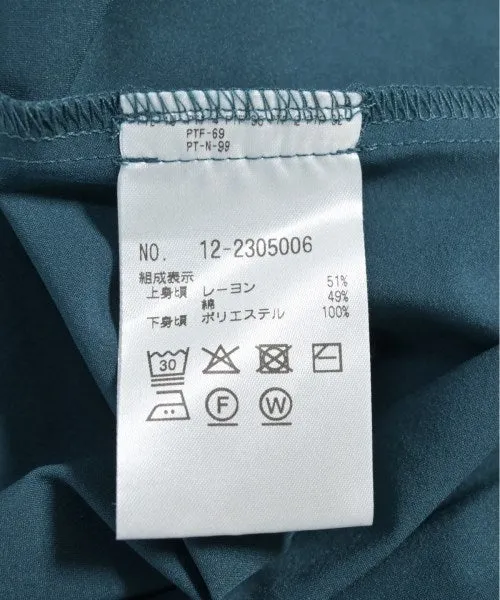 PTF-69
PT-N-99
NO. 12-2305006
組成表示
上身頃 レーヨン 51%
綿 49%
下身頃 ポリエステル 100%
30
F W